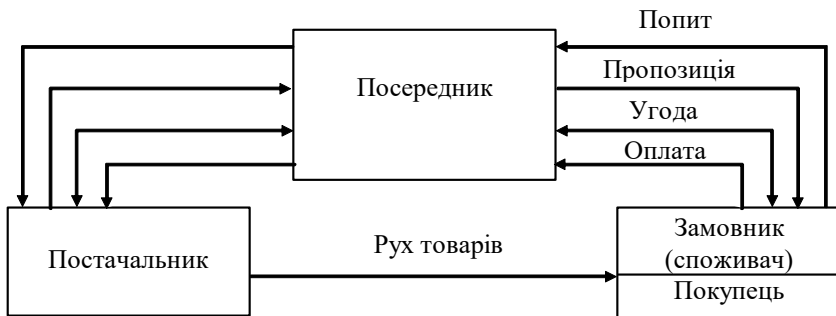 Попит
Пропозиція
Посередник
Угода
Оплата
Постачальник
Рух товарів
Замовник
(споживач)
Покупець